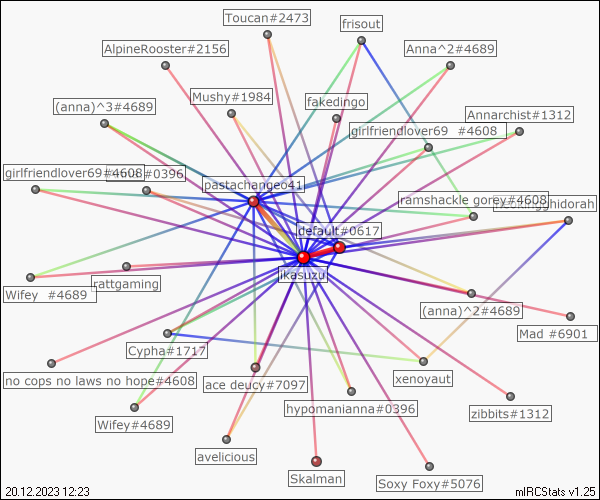 Toucan#2473
frisout
AlpineRooster#2156
Anna^2#4689
Mushy#1984
fakedingo
(anna)^3#4689
Annarchist#1312
girlfriendlover69 #4608
girlfriendlover69#4608
#0396
pastachange041
ramshackle gorey#4608
ghidorah
default#0617
jkasuzu
rattgaming
Wifey #4689
(anna)^2#4689
Mad #6901
Cypha#1717
no cops no laws no hope#4608
ace deucy#7097
xenoyaut
hypomanianna#0396
zibbits#1312
Wifey#4689
avelicious
Skalman
Soxy Foxy#5076
20.12.2023 12:23
mIRCStats v1.25